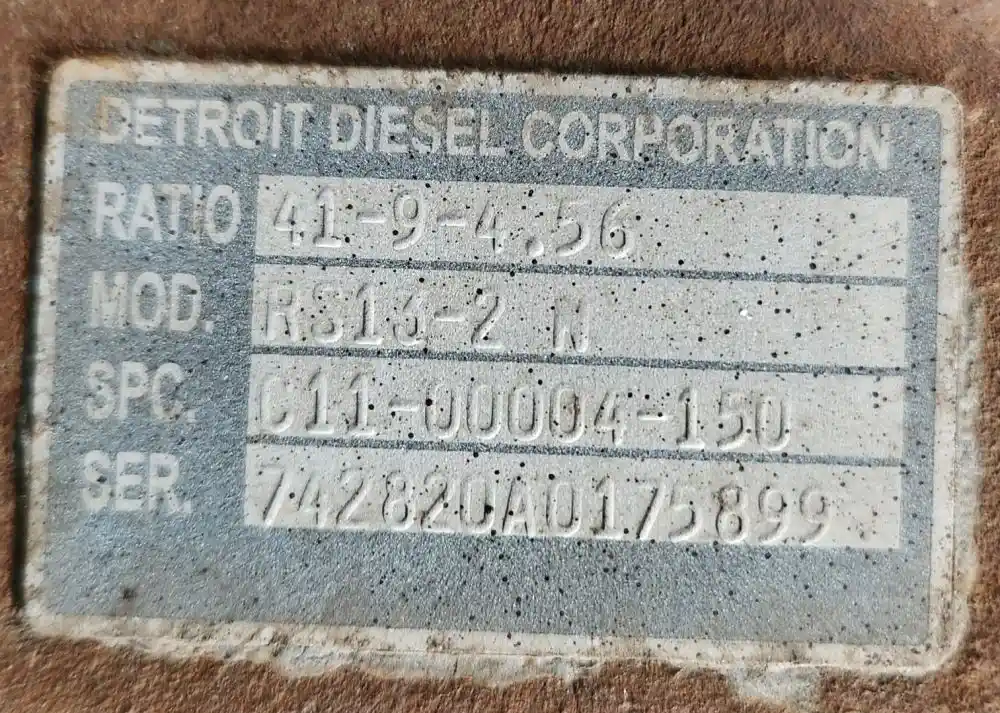 DETROIT DIESEL CORPORATION
RATIO 41-9-4.56
MOD. RS13-2 N
SPC. C11-00004-150
SER. 742820A0175899